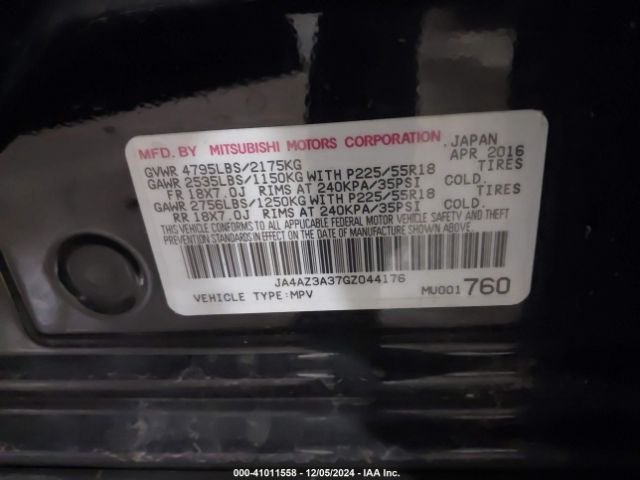 MFD. BY MITSUBISHI MOTORS CORPORATION, JAPAN
GVWR 4795LBS/2175KG APR. 2016
GAWR 2535LBS/1150KG WITH P225/55R18 TIRES
FR 18X7.0J RIMS AT 240KPA/35PSI COLD.
GAWR 2756LBS/1250KG WITH P225/55R18 TIRES
RR 18X7.0J RIMS AT 240KPA/35PSI COLD.
THIS VEHICLE CONFORMS TO ALL APPLICABLE FEDERAL MOTOR VEHICLE SAFETY AND THEFT
PREVENTION STANDARDS IN EFFECT ON THE DATE OF MANUFACTURE SHOWN ABOVE.
JA4AZ3A37GZ044176
VEHICLE TYPE:MPV MU001760
000-41011558 - 12/05/2024 - IAA Inc.